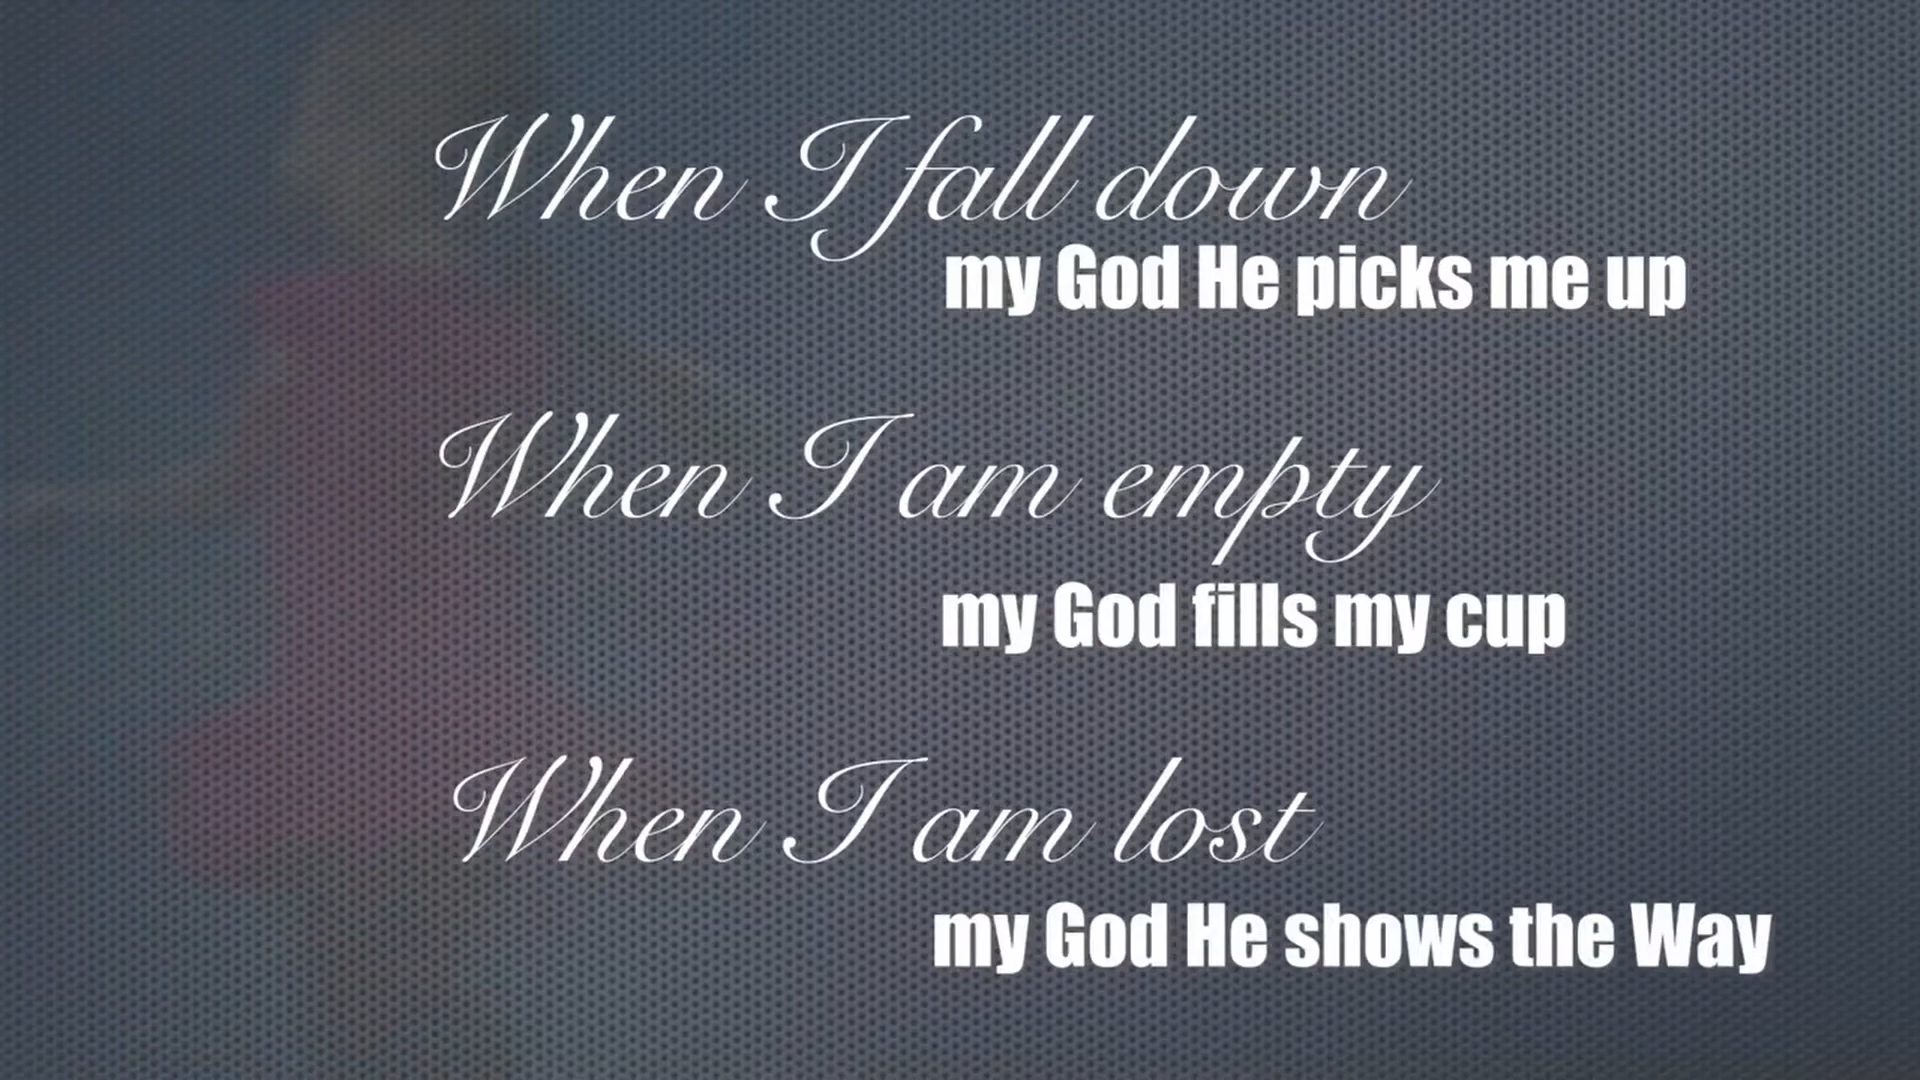 When I fall down
my God He picks me up
When I am empty
my God fills my cup
When I am lost
my God He shows the Way